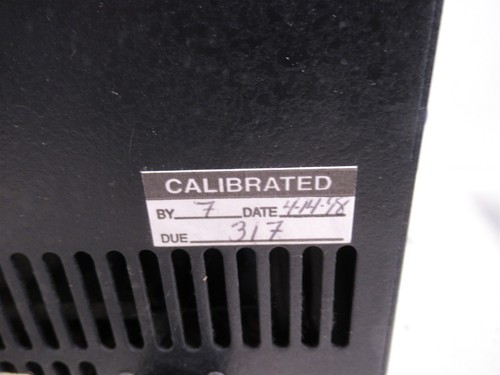 CALIBRATED
BY 7 DATE 4-14-98
DUE 317